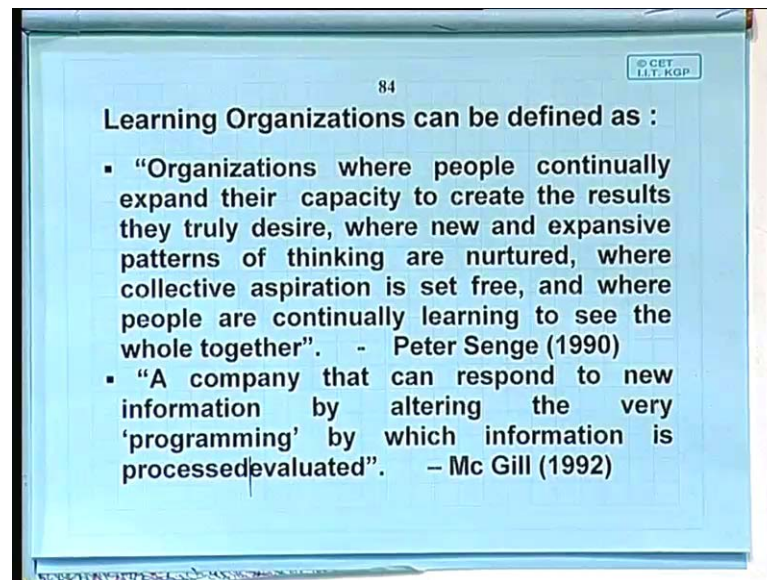 © CET
I.I.T. KGP
84
Learning Organizations can be defined as :
▪ “Organizations where people continually
expand their capacity to create the results
they truly desire, where new and expansive
patterns of thinking are nurtured, where
collective aspiration is set free, and where
people are continually learning to see the
whole together”. - Peter Senge (1990)
▪ “A company that can respond to new
information by altering the very
‘programming’ by which information is
processedevaluated”. – Mc Gill (1992)